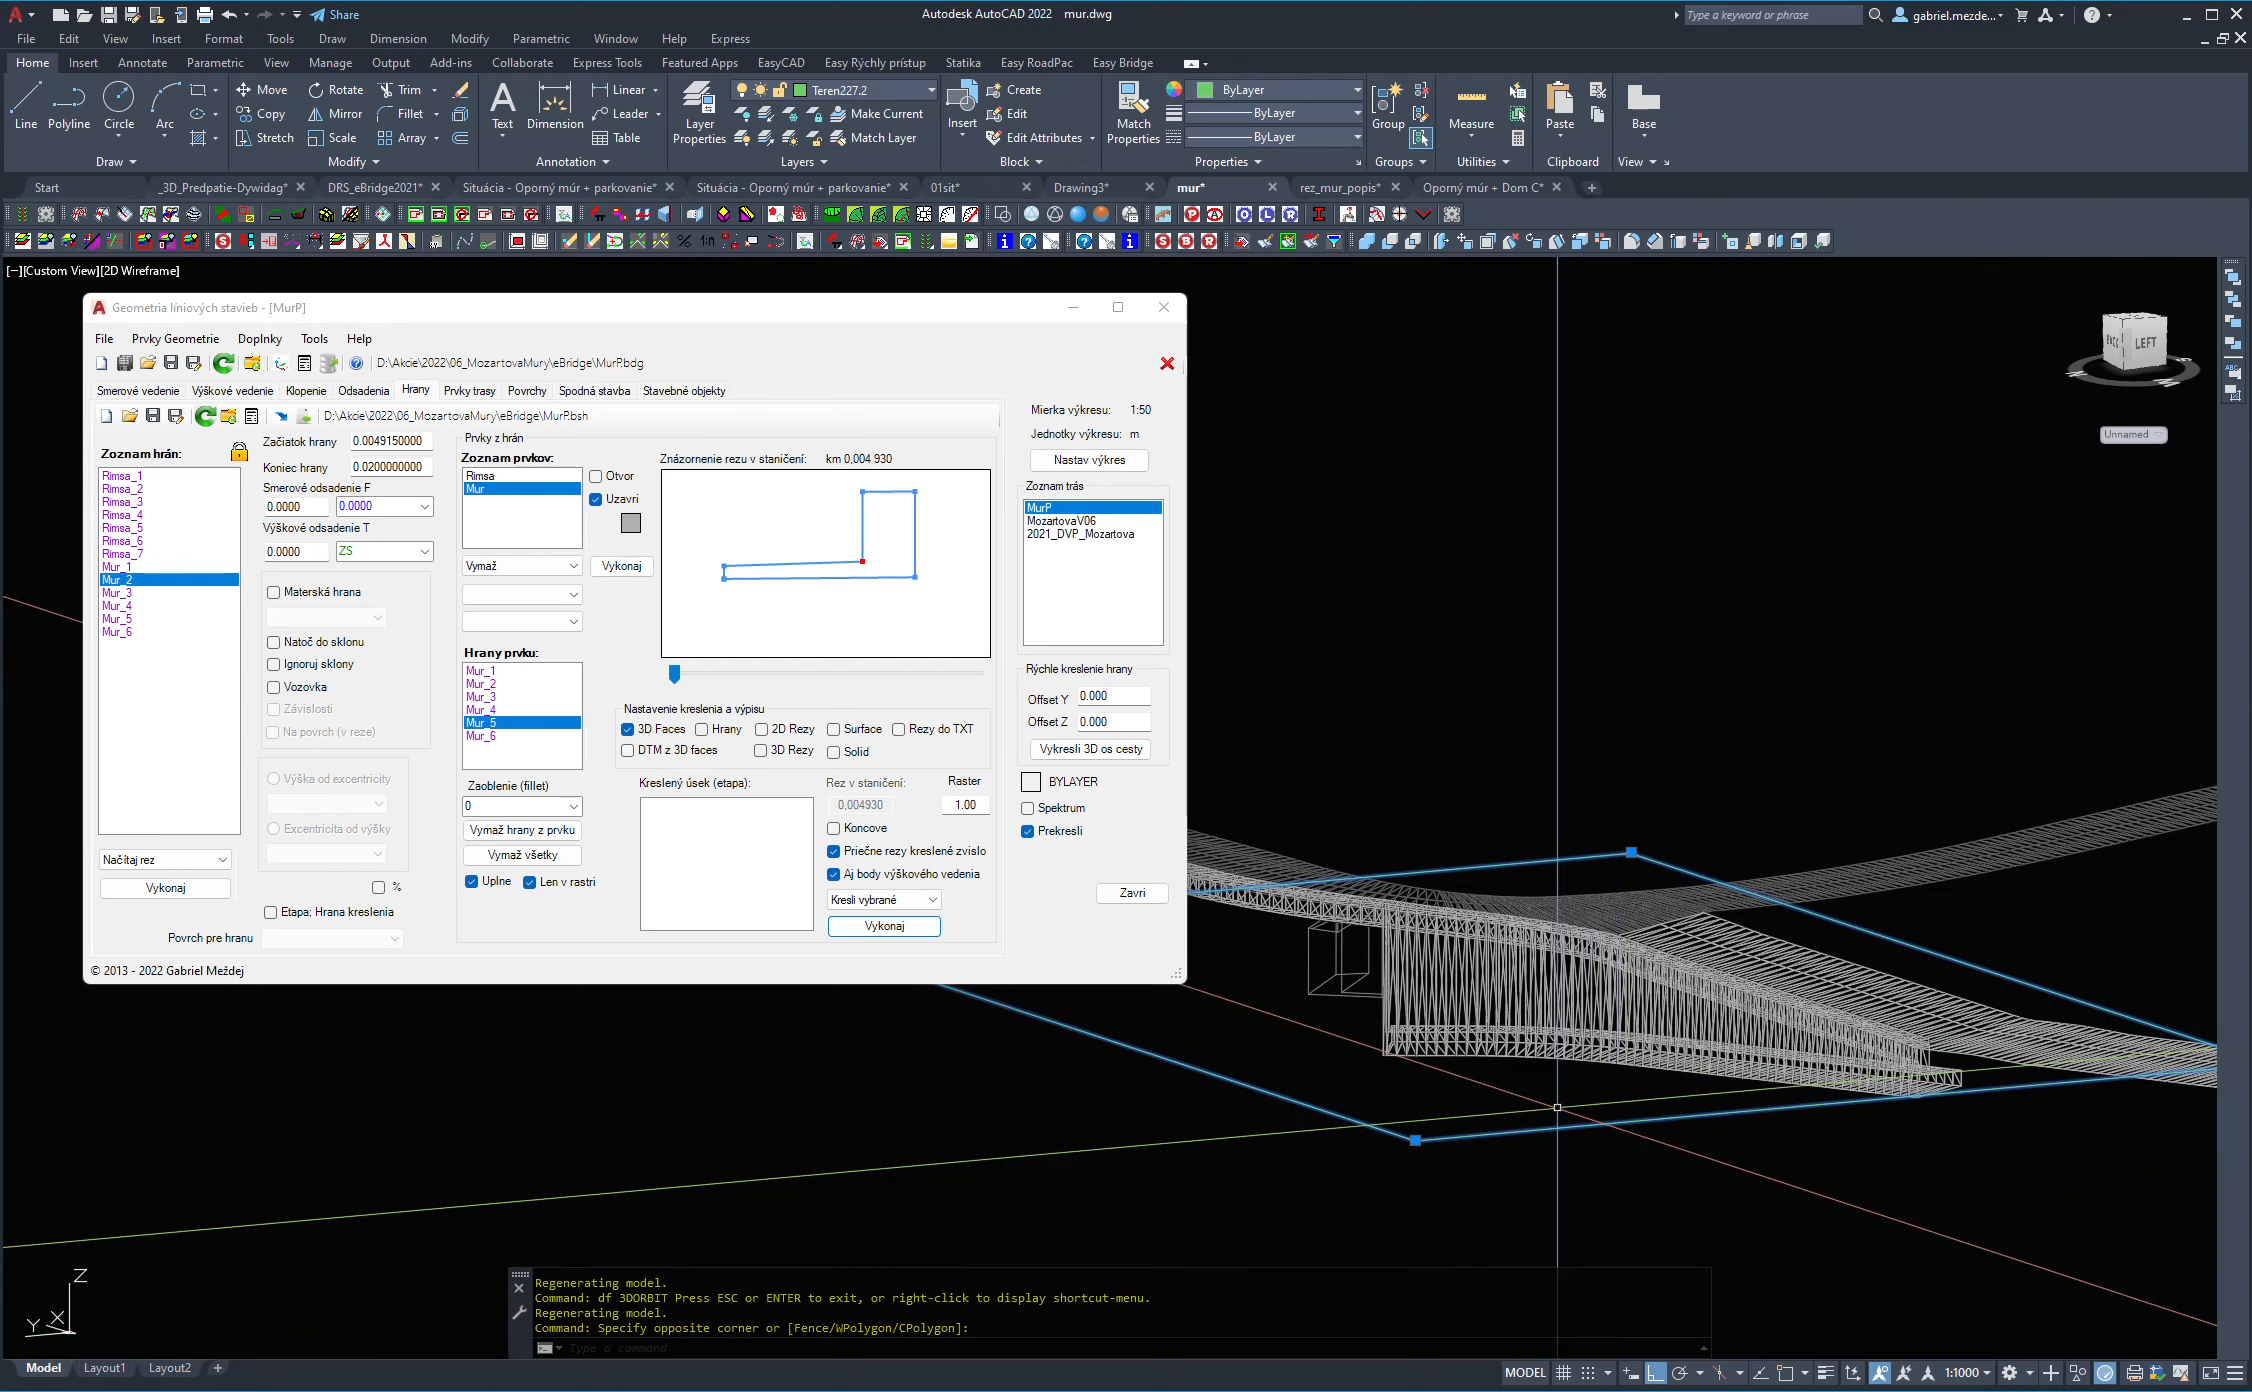 Share
Autodesk AutoCAD 2022 mur.dwg
Type a keyword or phrase
gabriel.mezde...
File Edit View Insert Format Tools Draw Dimension Modify Parametric Window Help Express
Home Insert Annotate Parametric View Manage Output Add-ins Collaborate Express Tools Featured Apps EasyCAD Easy Rýchly prístup Statika Easy RoadPac Easy Bridge
Line Polyline Circle Arc
Move Rotate Trim
Copy Mirror Fillet
Stretch Scale Array
Text Dimension
Linear
Leader
Table
Layer Properties
Teren227.2
Make Current
Match Layer
Insert
Create
Edit
Edit Attributes
Match Properties
ByLayer
ByLayer
ByLayer
Group
Measure
Paste
Base
Draw Modify Annotation Layers Block Properties Groups Utilities Clipboard View
Start _3D_Predpatie-Dywidag* DRS_eBridge2021* Situácia - Oporný múr + parkovanie* Situácia - Oporný múr + parkovanie* 01sit* Drawing3* mur* rez_mur_popis* Oporný múr + Dom C*
[−][Custom View][2D Wireframe]
BACK LEFT
Unnamed
Geometria líniových stavieb - [MurP]
File Prvky Geometrie Doplnky Tools Help
D:\Akcie\2022\06_MozartovaMury\eBridge\MurP.bdg
Smerové vedenie Výškové vedenie Klopenie Odsadenia Hrany Prvky trasy Povrchy Spodná stavba Stavebné objekty
D:\Akcie\2022\06_MozartovaMury\eBridge\MurP.bsh
Zoznam hrán:
Rimsa_1
Rimsa_2
Rimsa_3
Rimsa_4
Rimsa_5
Rimsa_6
Rimsa_7
Mur_1
Mur_2
Mur_3
Mur_4
Mur_5
Mur_6
Načítaj rez
Vykonaj
Začiatok hrany 0.0049150000
Koniec hrany 0.0200000000
Smerové odsadenie F
0.0000 0.0000
Výškové odsadenie T
0.0000 ZS
Materská hrana
Natoč do sklonu
Ignoruj sklony
Vozovka
Závislosti
Na povrch (v reze)
Výška od excentricity
Excentricita od výšky
%
Etapa; Hrana kreslenia
Povrch pre hranu
Prvky z hrán
Zoznam prvkov:
Rimsa
Mur
Otvor
Uzavri
Vymaž
Vykonaj
Hrany prvku:
Mur_1
Mur_2
Mur_3
Mur_4
Mur_5
Mur_6
Zaoblenie (fillet)
0
Vymaž hrany z prvku
Vymaž všetky
Uplne Len v rastri
Znázornenie rezu v staničení: km 0,004 930
Nastavenie kreslenia a výpisu
3D Faces Hrany 2D Rezy Surface Rezy do TXT
DTM z 3D faces 3D Rezy Solid
Kreslený úsek (etapa):
Rez v staničení: Raster
0,004930 1.00
Koncove
Priečne rezy kreslené zvislo
Aj body výškového vedenia
Kresli vybrané
Vykonaj
Mierka výkresu: 1:50
Jednotky výkresu: m
Nastav výkres
Zoznam trás
MurP
MozartovaV06
2021_DVP_Mozartova
Rýchle kreslenie hrany
Offset Y 0.000
Offset Z 0.000
Vykresli 3D os cesty
BYLAYER
Spektrum
Prekresli
Zavri
© 2013 - 2022 Gabriel Meždej
Z
Y X
Regenerating model.
Command: df 3DORBIT Press ESC or ENTER to exit, or right-click to display shortcut-menu.
Regenerating model.
Command: Specify opposite corner or [Fence/WPolygon/CPolygon]:
Type a command
Model Layout1 Layout2
MODEL 1:1000